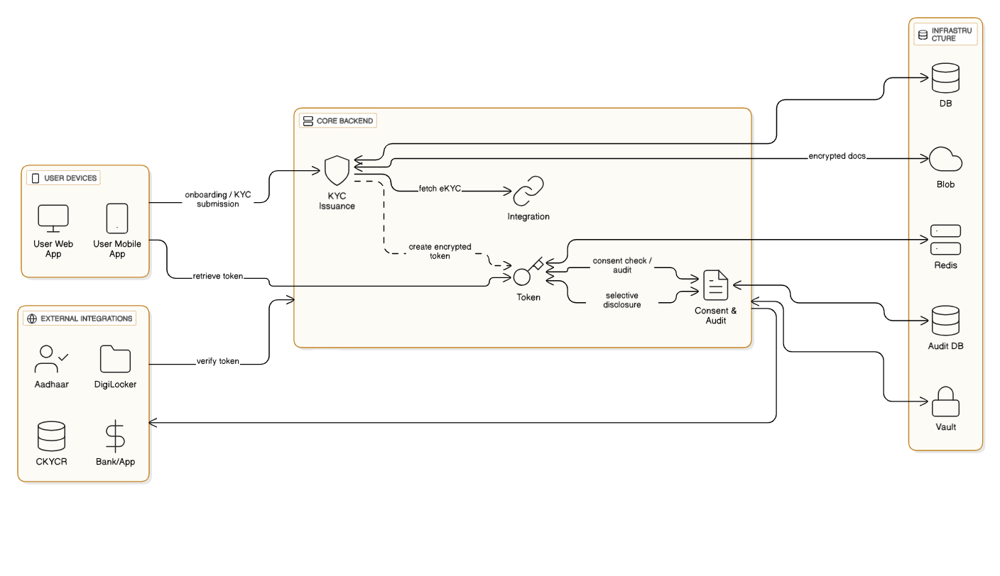 INFRASTRU
CTURE
DB
CORE BACKEND
encrypted docs
USER DEVICES
onboarding / KYC
submission
KYC
Issuance
fetch eKYC
Integration
Blob
User Web
App
User Mobile
App
create encrypted
token
Redis
retrieve token
consent check /
audit
Token
selective
disclosure
Consent &
Audit
EXTERNAL INTEGRATIONS
Audit DB
verify token
Aadhaar
DigiLocker
Vault
CKYCR
Bank/App